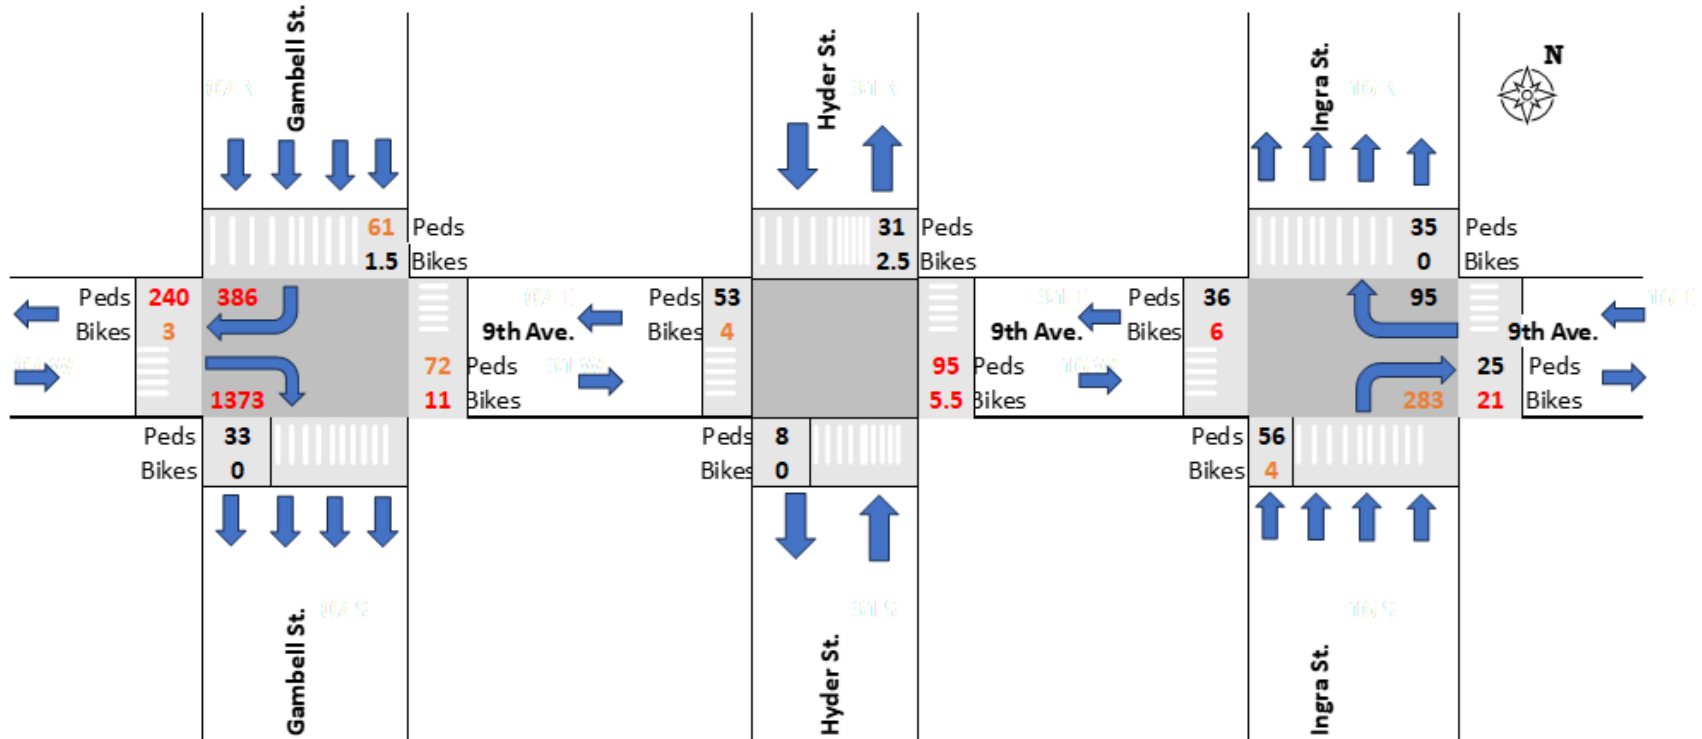 Gambell St.
Hyder St.
Ingra St.
N
61 Peds
1.5 Bikes
31 Peds
2.5 Bikes
35 Peds
0 Bikes
Peds 240 386
Bikes 3
9th Ave.
72 Peds
1373
11 Bikes
Peds 53
Bikes 4
9th Ave.
95 Peds
5.5 Bikes
Peds 36
Bikes 6
95
9th Ave.
25 Peds
283
21 Bikes
Peds 33
Bikes 0
Peds 8
Bikes 0
Peds 56
Bikes 4
Gambell St.
Hyder St.
Ingra St.